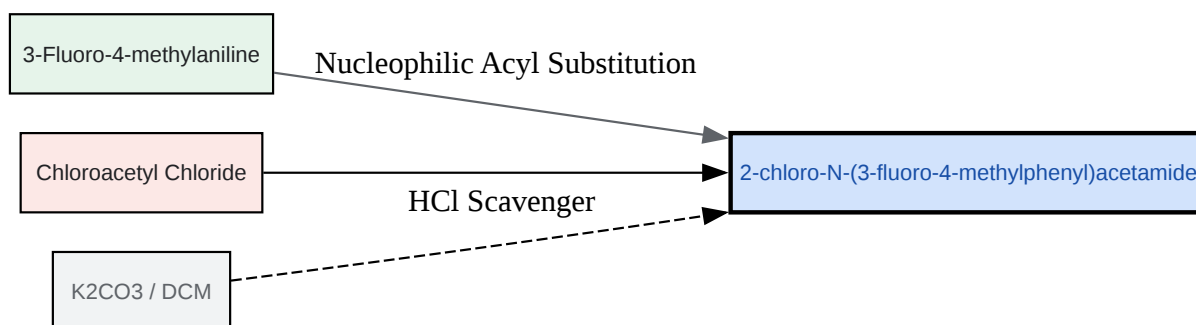 3-Fluoro-4-methylaniline
Nucleophilic Acyl Substitution
Chloroacetyl Chloride
2-chloro-N-(3-fluoro-4-methylphenyl)acetamide
HCl Scavenger
K2CO3 / DCM